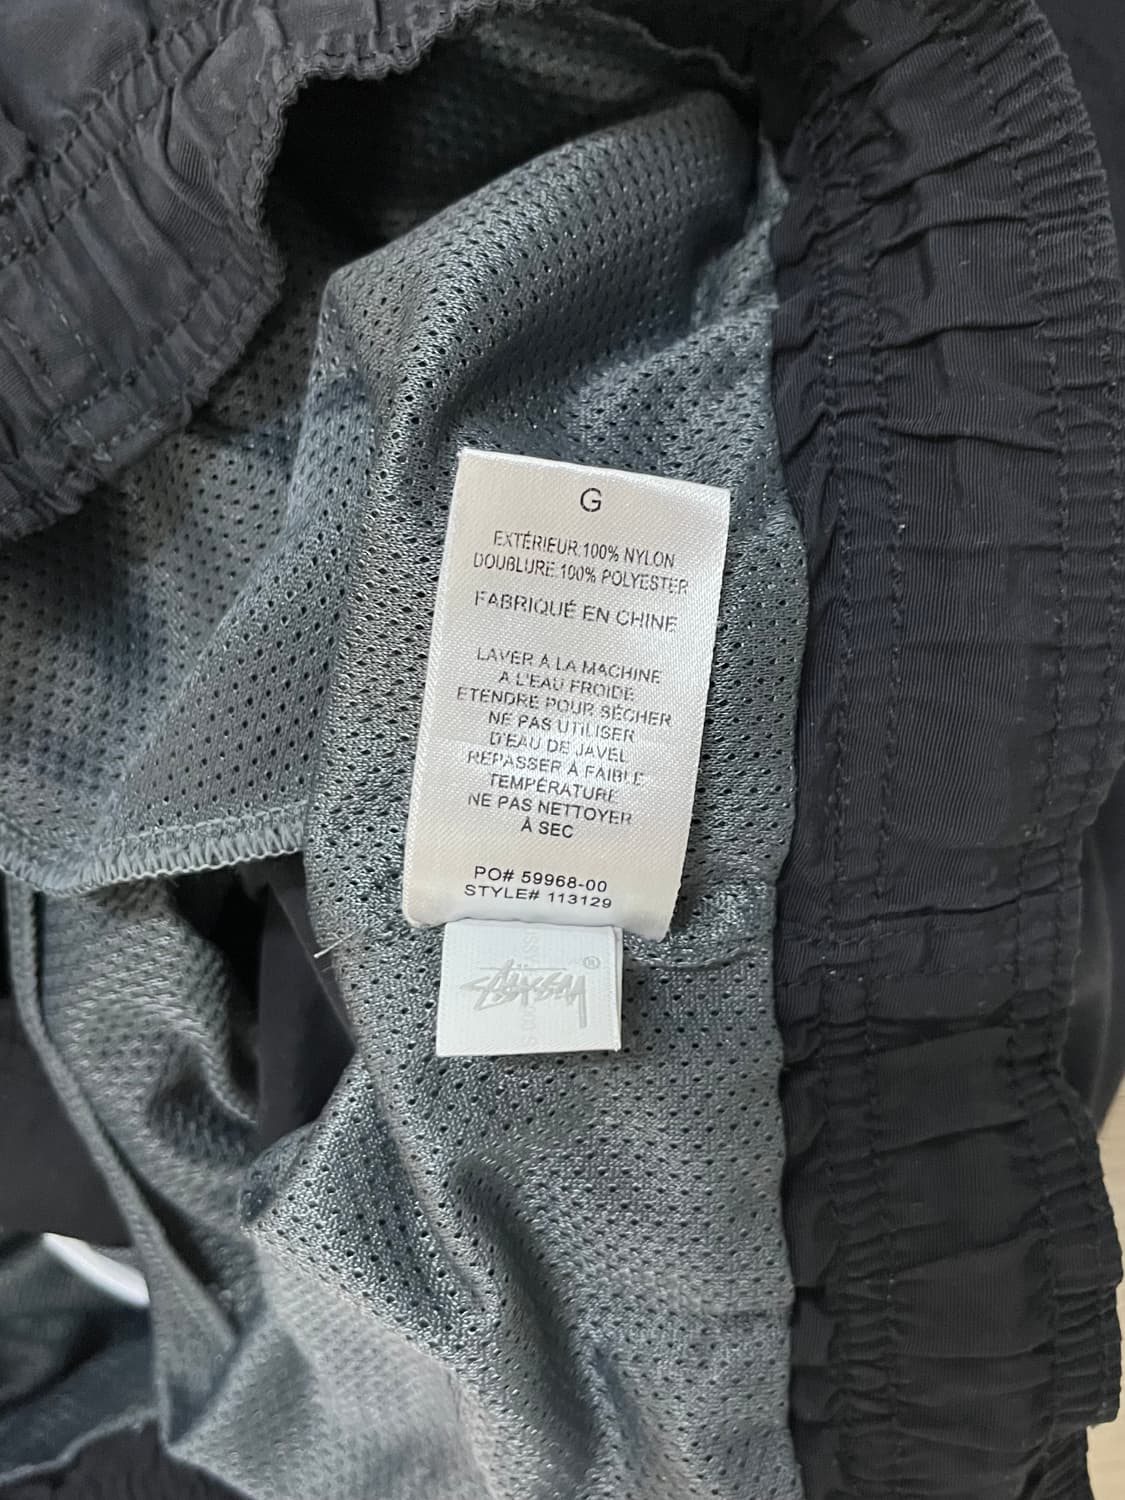 G
EXTÉRIEUR:100% NYLON
DOUBLURE:100% POLYESTER
FABRIQUÉ EN CHINE
LAVER À LA MACHINE
À L'EAU FROIDE
ÉTENDRE POUR SÉCHER
NE PAS UTILISER
D'EAU DE JAVEL
REPASSER À FAIBLE
TEMPÉRATURE
NE PAS NETTOYER
À SEC
PO# 59968-00
STYLE# 113129
STÜSSY ®